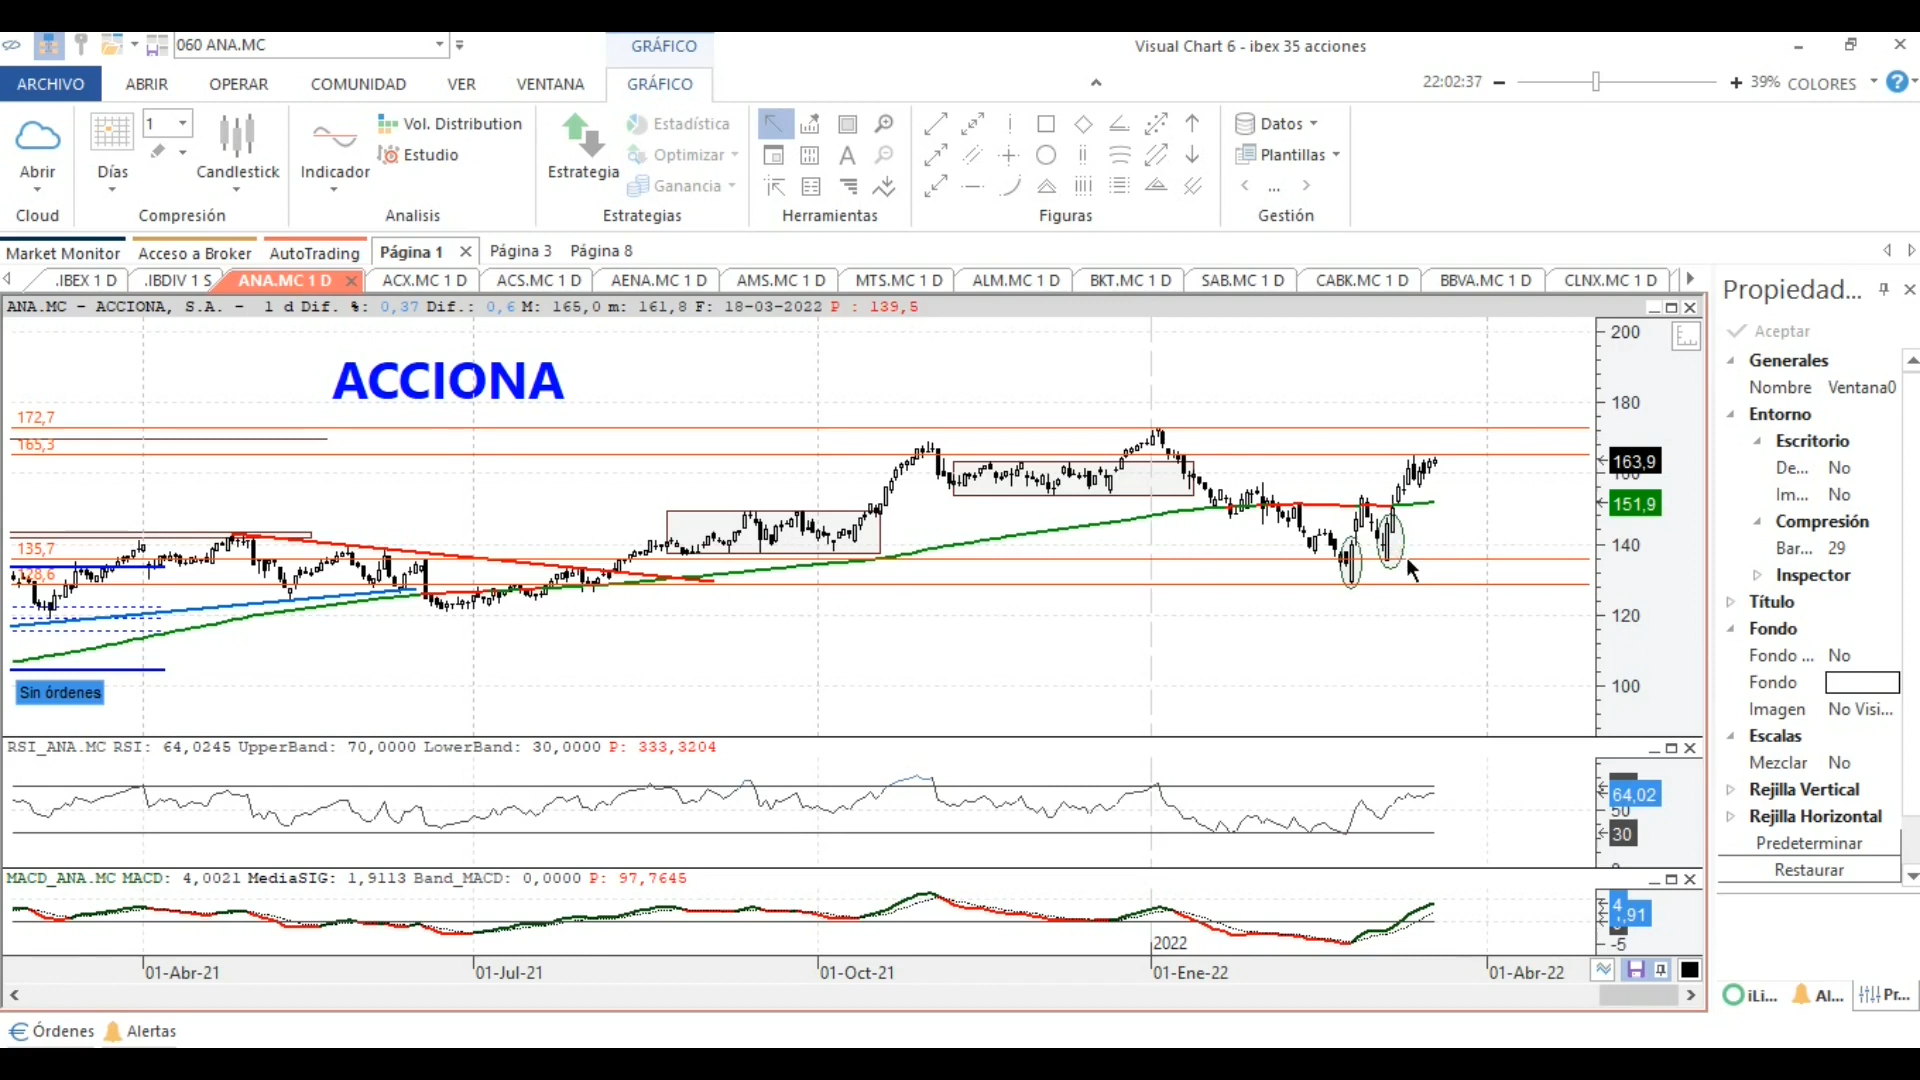 060 ANA.MC
GRÁFICO
Visual Chart 6 - ibex 35 acciones
ARCHIVO ABRIR OPERAR COMUNIDAD VER VENTANA GRÁFICO
22:02:37 39% COLORES
1 Vol. Distribution Estadística Datos
Estudio Optimizar Plantillas
Abrir Días Candlestick Indicador Estrategia Ganancia ...
Cloud Compresión Analisis Estrategias Herramientas Figuras Gestión
Market Monitor Acceso a Broker AutoTrading Página 1 Página 3 Página 8
.IBEX 1 D .IBDIV 1 S ANA.MC 1 D ACX.MC 1 D ACS.MC 1 D AENA.MC 1 D AMS.MC 1 D MTS.MC 1 D ALM.MC 1 D BKT.MC 1 D SAB.MC 1 D CABK.MC 1 D BBVA.MC 1 D CLNX.MC 1 D
ANA.MC - ACCIONA, S.A. - 1 d Dif. %: 0,37 Dif.: 0,6 M: 165,0 m: 161,8 F: 18-03-2022 P : 139,5
ACCIONA
200
180
172,7
165,3
163,9
160
151,9
140
135,7
128,6
120
100
Sin órdenes
RSI_ANA.MC RSI: 64,0245 UpperBand: 70,0000 LowerBand: 30,0000 P: 333,3204
64,02
50
30
MACD_ANA.MC MACD: 4,0021 MediaSIG: 1,9113 Band_MACD: 0,0000 P: 97,7645
4
-5
2022
01-Abr-21 01-Jul-21 01-Oct-21 01-Ene-22 01-Abr-22
Órdenes Alertas
Propiedad...
Aceptar
Generales
Nombre Ventana0
Entorno
Escritorio
De... No
Im... No
Compresión
Bar... 29
Inspector
Título
Fondo
Fondo ... No
Fondo
Imagen No Visi...
Escalas
Mezclar No
Rejilla Vertical
Rejilla Horizontal
Predeterminar
Restaurar
iLi... Al... Pr...